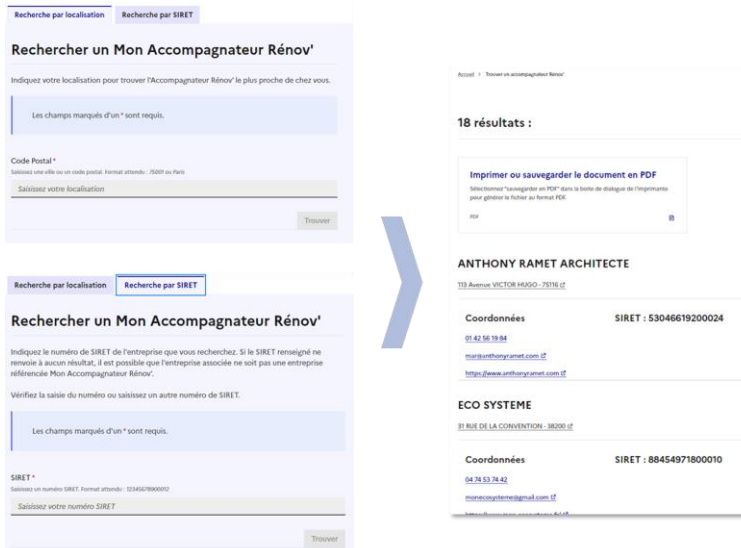 Recherche par localisation
Recherche par SIRET
Rechercher un Mon Accompagnateur Rénov'
Indiquez votre localisation pour trouver l'Accompagnateur Rénov' le plus proche de chez vous.
Les champs marqués d'un * sont requis.
Code Postal *
Saisissez une ville ou un code postal. Format attendu : 75001 ou Paris
Saisissez votre localisation
Trouver
Recherche par localisation
Recherche par SIRET
Rechercher un Mon Accompagnateur Rénov'
Indiquez le numéro de SIRET de l'entreprise que vous recherchez. Si le SIRET renseigné ne
renvoie à aucun résultat, il est possible que l'entreprise associée ne soit pas une entreprise
référencée Mon Accompagnateur Rénov'.
Vérifiez la saisie du numéro ou saisissez un autre numéro de SIRET.
Les champs marqués d'un * sont requis.
SIRET *
Saisissez un numéro SIRET. Format attendu : 12345678900012
Saisissez votre numéro SIRET
Trouver
Accueil > Trouver un accompagnateur Rénov'
18 résultats :
Imprimer ou sauvegarder le document en PDF
Sélectionnez "sauvegarder en PDF" dans la boite de dialogue de l'imprimante
pour générer le fichier au format PDF.
PDF
ANTHONY RAMET ARCHITECTE
113 Avenue VICTOR HUGO - 75116
Coordonnées
SIRET : 53046619200024
01 42 56 19 84
mar@anthonyramet.com
https://www.anthonyramet.com
ECO SYSTEME
31 RUE DE LA CONVENTION - 38200
Coordonnées
SIRET : 88454971800010
04 74 53 74 42
monecosysteme@gmail.com